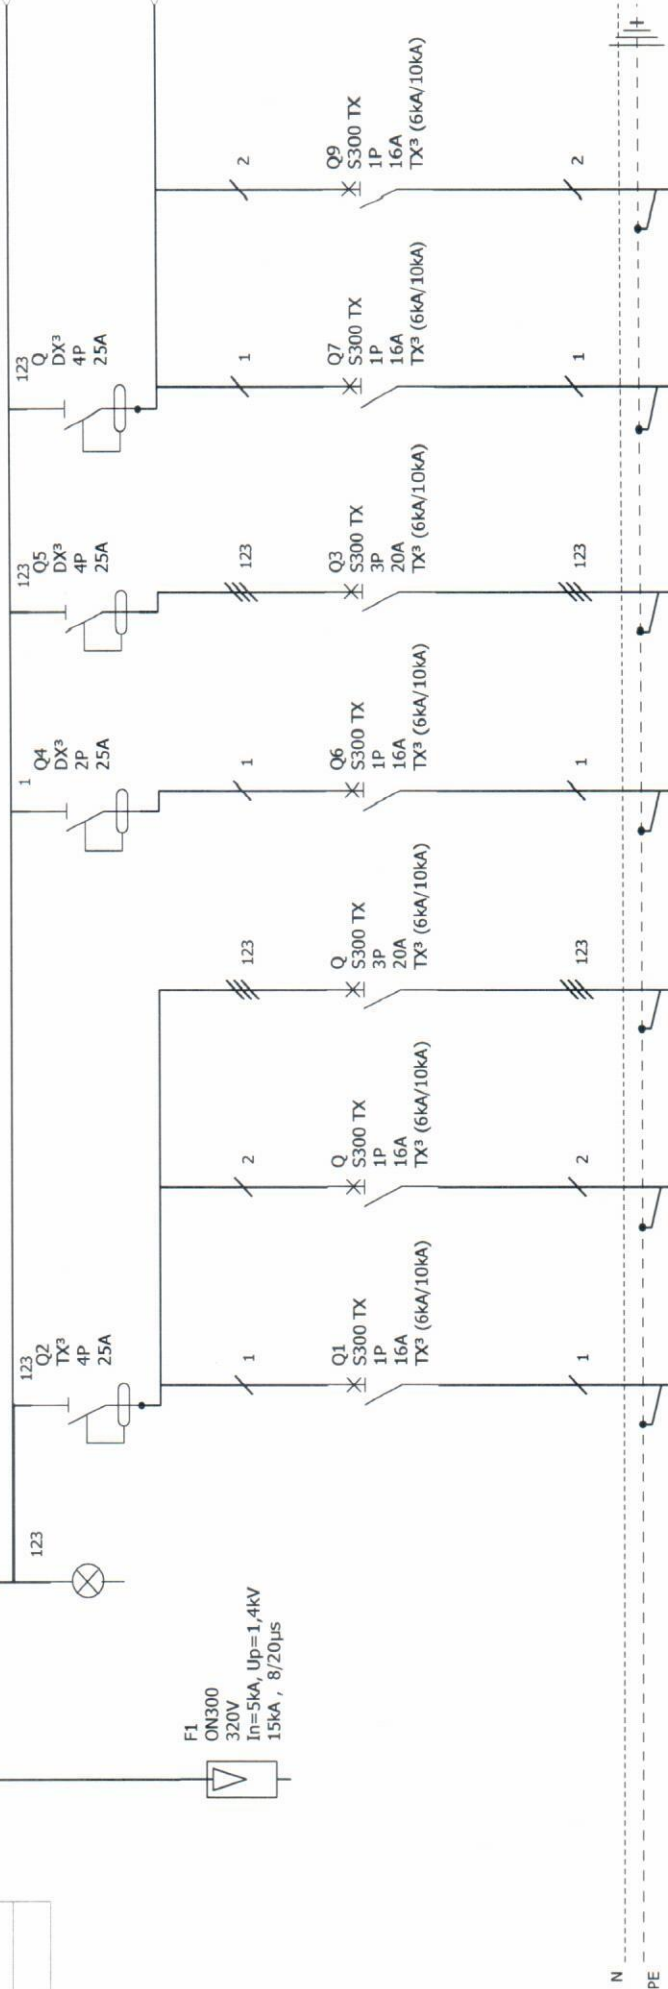 F1
ON300
320V
In=5kA, Up=1,4kV
15kA , 8/20µs
123
123
Q2
TX³
4P
25A
1
Q4
DX³
2P
25A
123
Q5
DX³
4P
25A
123
Q
DX³
4P
25A
1
2
123
1
123
1
2
Q1
S300 TX
1P
16A
TX³ (6kA/10kA)
Q
S300 TX
1P
16A
TX³ (6kA/10kA)
Q
S300 TX
3P
20A
TX³ (6kA/10kA)
Q6
S300 TX
1P
16A
TX³ (6kA/10kA)
Q3
S300 TX
3P
20A
TX³ (6kA/10kA)
Q7
S300 TX
1P
16A
TX³ (6kA/10kA)
Q9
S300 TX
1P
16A
TX³ (6kA/10kA)
1
2
123
1
123
1
2
N
PE